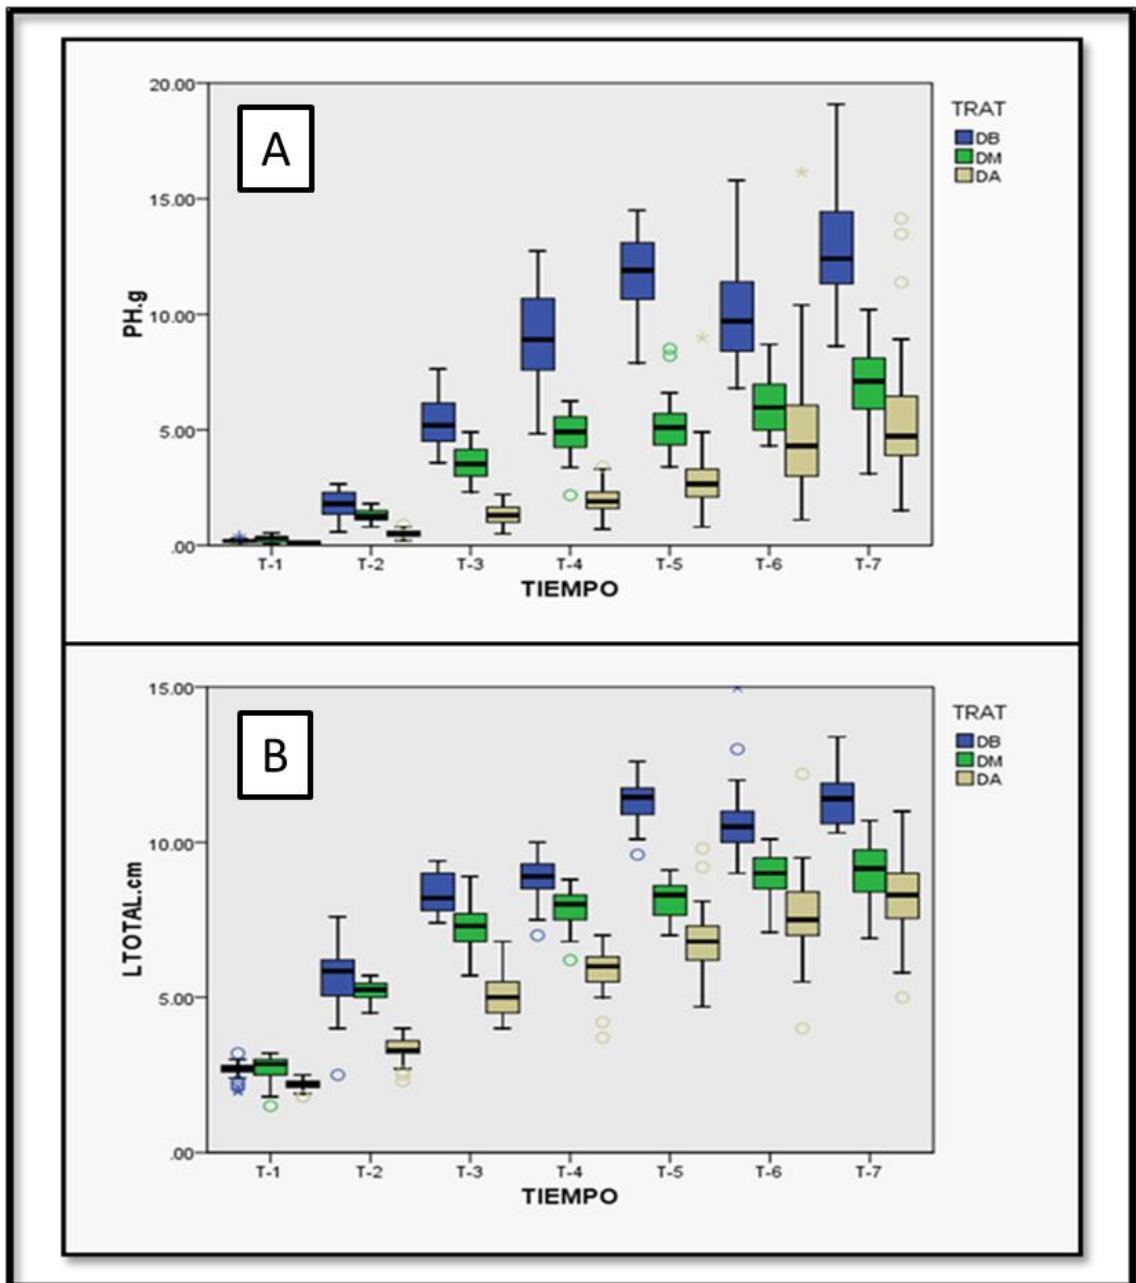 A
20.00
15.00
10.00
5.00
.00
PH.g
T-1 T-2 T-3 T-4 T-5 T-6 T-7
TIEMPO
TRAT
DB
DM
DA
B
15.00
10.00
5.00
.00
LTOTAL.cm
T-1 T-2 T-3 T-4 T-5 T-6 T-7
TIEMPO
TRAT
DB
DM
DA